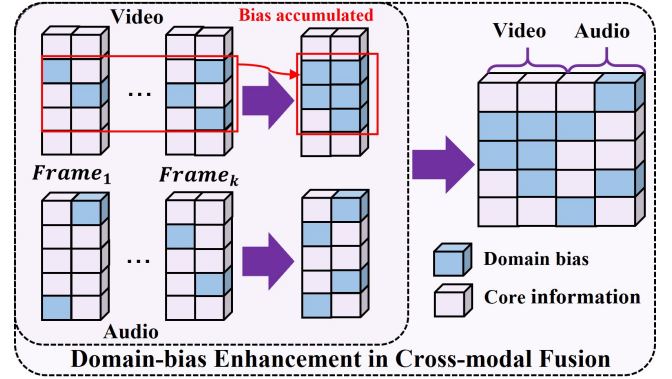 Video
Bias accumulated
Video
Audio
...
...
Frame₁
Frameₖ
...
Audio
Domain bias
Core information
Domain-bias Enhancement in Cross-modal Fusion